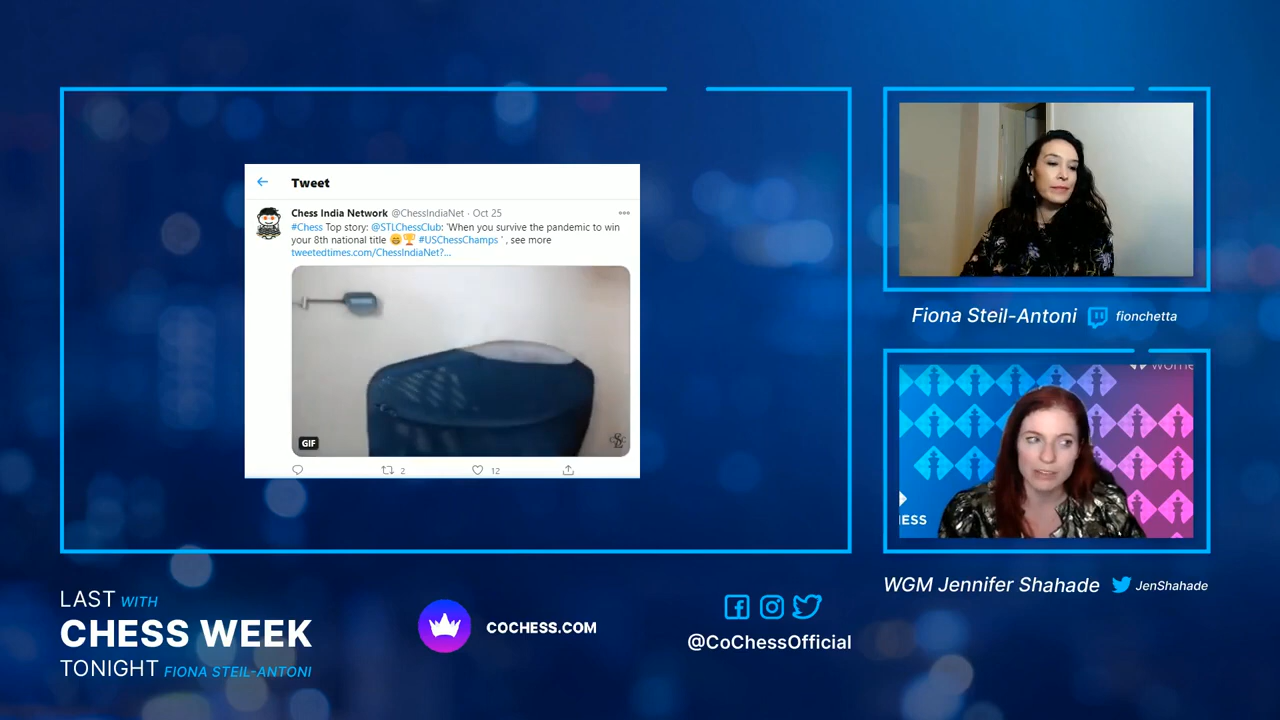 Tweet
Chess India Network @ChessIndiaNet · Oct 25
#Chess Top story: @STLChessClub: 'When you survive the pandemic to win
your 8th national title 😁🏆 #USChessChamps ' , see more
tweetedtimes.com/ChessIndiaNet?...
GIF
2
12
Fiona Steil-Antoni fionchetta
ESS
WGM Jennifer Shahade JenShahade
LAST WITH
CHESS WEEK
TONIGHT FIONA STEIL-ANTONI
COCHESS.COM
@CoChessOfficial